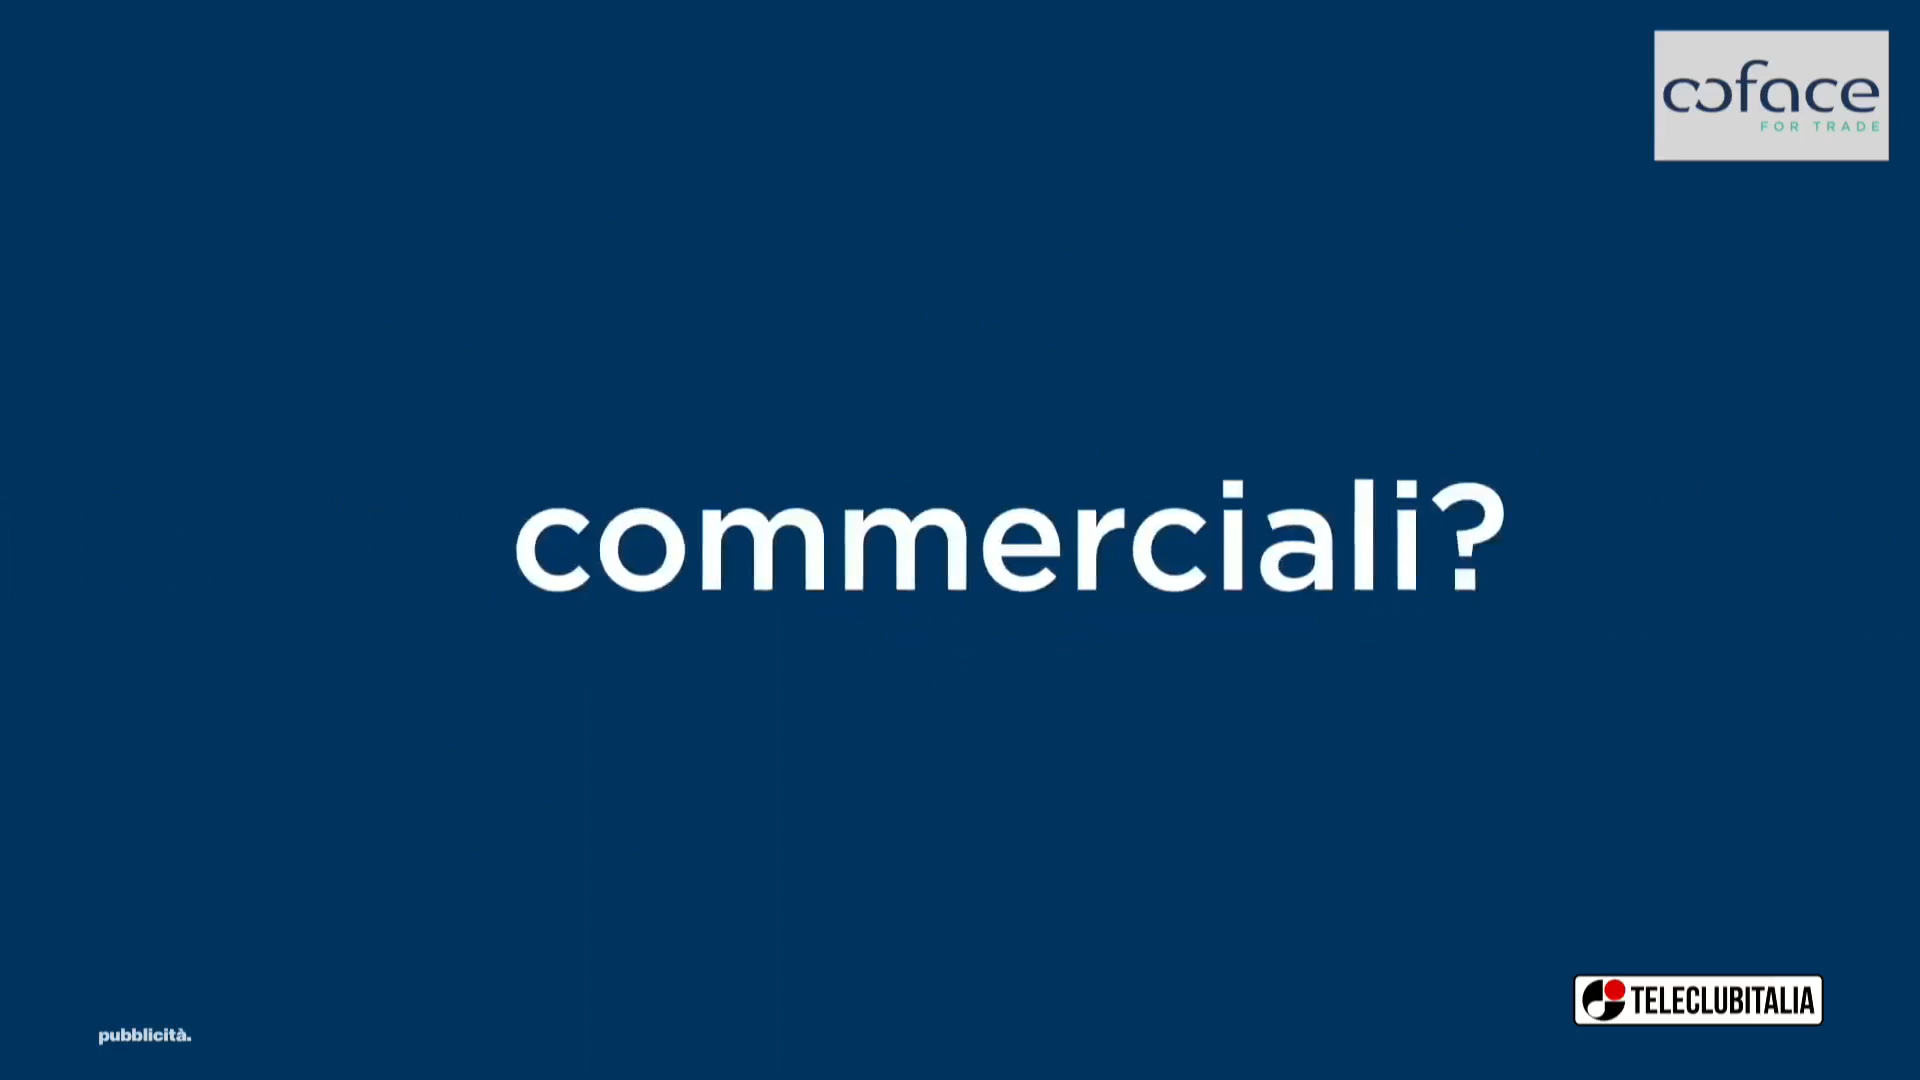 coface
FOR TRADE
commerciali?
TELECLUBITALIA
pubblicità.